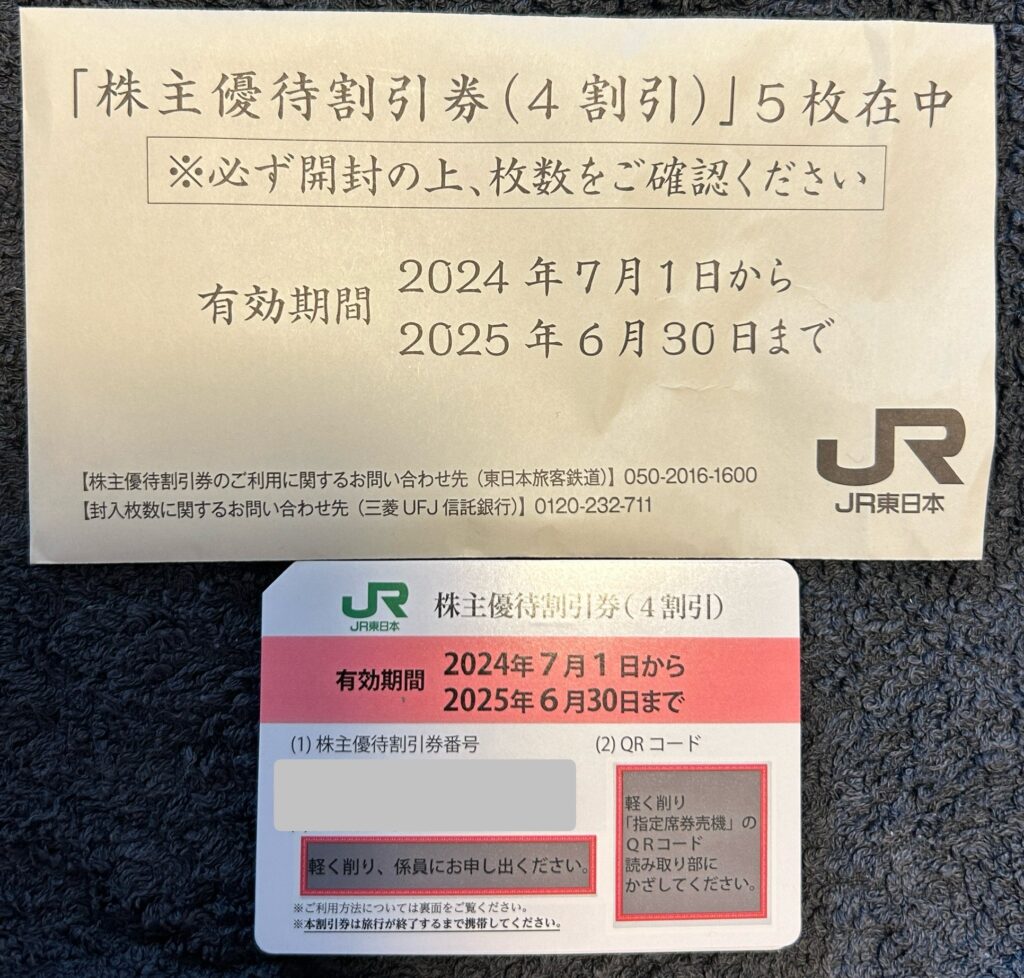 「株主優待割引券(4割引)」5枚在中
※必ず開封の上、枚数をご確認ください
有効期間
2024年7月1日から
2025年6月30日まで
JR
JR東日本
【株主優待割引券のご利用に関するお問い合わせ先（東日本旅客鉄道）】050-2016-1600
【封入枚数に関するお問い合わせ先（三菱UFJ信託銀行）】0120-232-711
JR
JR東日本
株主優待割引券(4割引)
有効期間
2024年7月1日から
2025年6月30日まで
(1) 株主優待割引券番号
(2) QRコード
軽く削り、係員にお申し出ください。
軽く削り
「指定席券売機」の
QRコード
読み取り部に
かざしてください。
※ご利用方法については裏面をご覧ください。
※本割引券は旅行が終了するまで携帯してください。